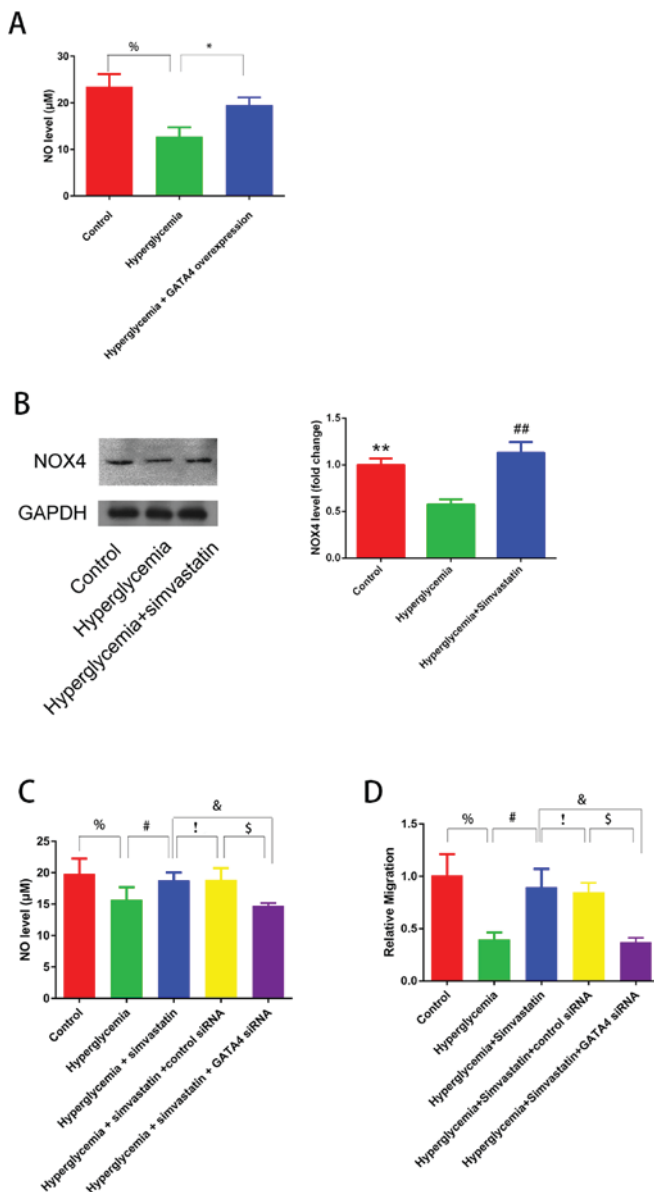 A
30
20
10
0
NO level (μM)
%
*
Control
Hyperglycemia
Hyperglycemia + GATA4 overexpression
B
NOX4
GAPDH
Control
Hyperglycemia
Hyperglycemia+simvastatin
1.5
1.0
0.5
0.0
NOX4 level (fold change)
**
##
Control
Hyperglycemia
Hyperglycemia+Simvastatin
C
25
20
15
10
5
0
NO level (μM)
%
#
!
$
&
Control
Hyperglycemia
Hyperglycemia + simvastatin
Hyperglycemia + simvastatin +control siRNA
Hyperglycemia + simvastatin + GATA4 siRNA
D
1.5
1.0
0.5
0.0
Relative Migration
%
#
!
$
&
Control
Hyperglycemia
Hyperglycemia+Simvastatin
Hyperglycemia+Simvastatin+control siRNA
Hyperglycemia+Simvastatin+GATA4 siRNA